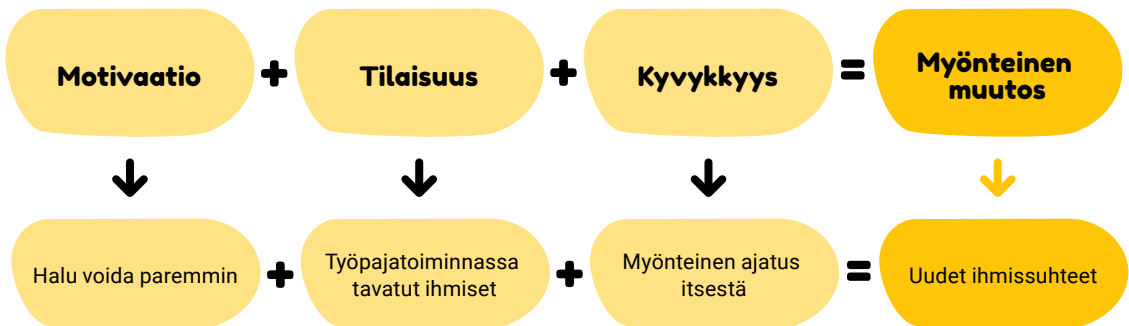 Motivaatio + Tilaisuus + Kyvykkyys = Myönteinen
muutos
Halu voida paremmin + Työpajatoiminnassa
tavatut ihmiset + Myönteinen ajatus
itsestä = Uudet ihmissuhteet